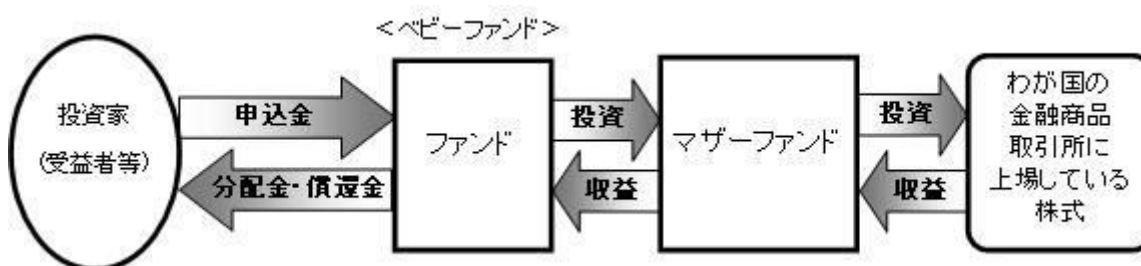 ＜ベビーファンド＞
投資家
(受益者等)
申込金
分配金・償還金
ファンド
投資
収益
マザーファンド
投資
収益
わが国の
金融商品
取引所に
上場している
株式